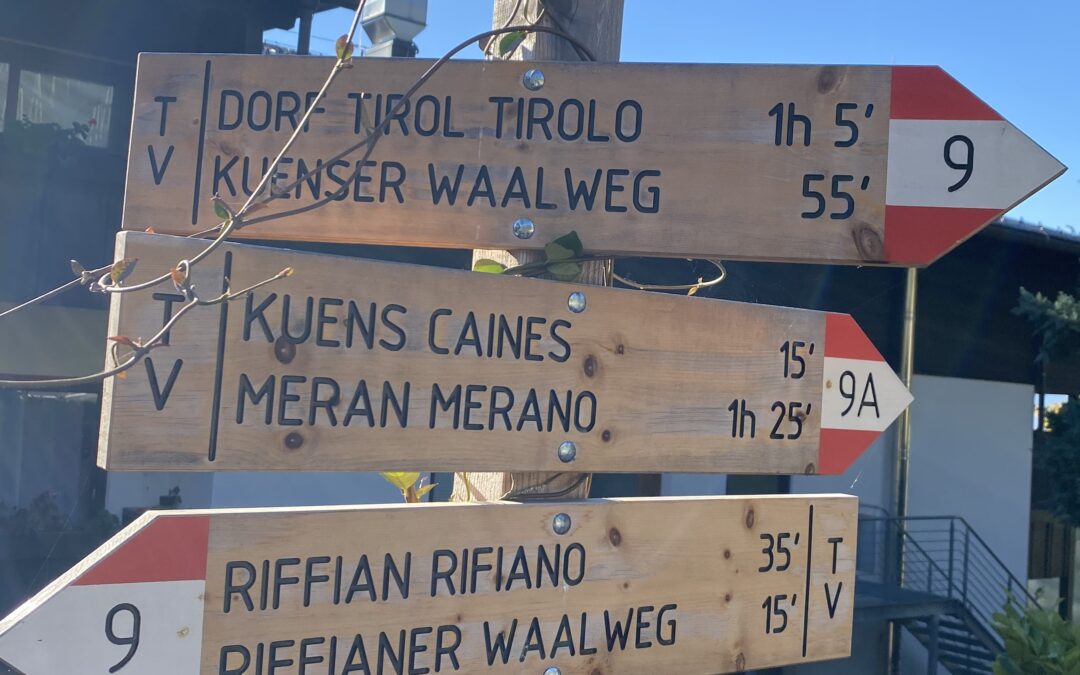 T DORF TIROL TIROLO 1h 5'
V KUENSER WAALWEG 55'
9
T KUENS CAINES 15'
V MERAN MERANO 1h 25'
9A
9
RIFFIAN RIFIANO 35' T
RIFFIANER WAALWEG 15' V